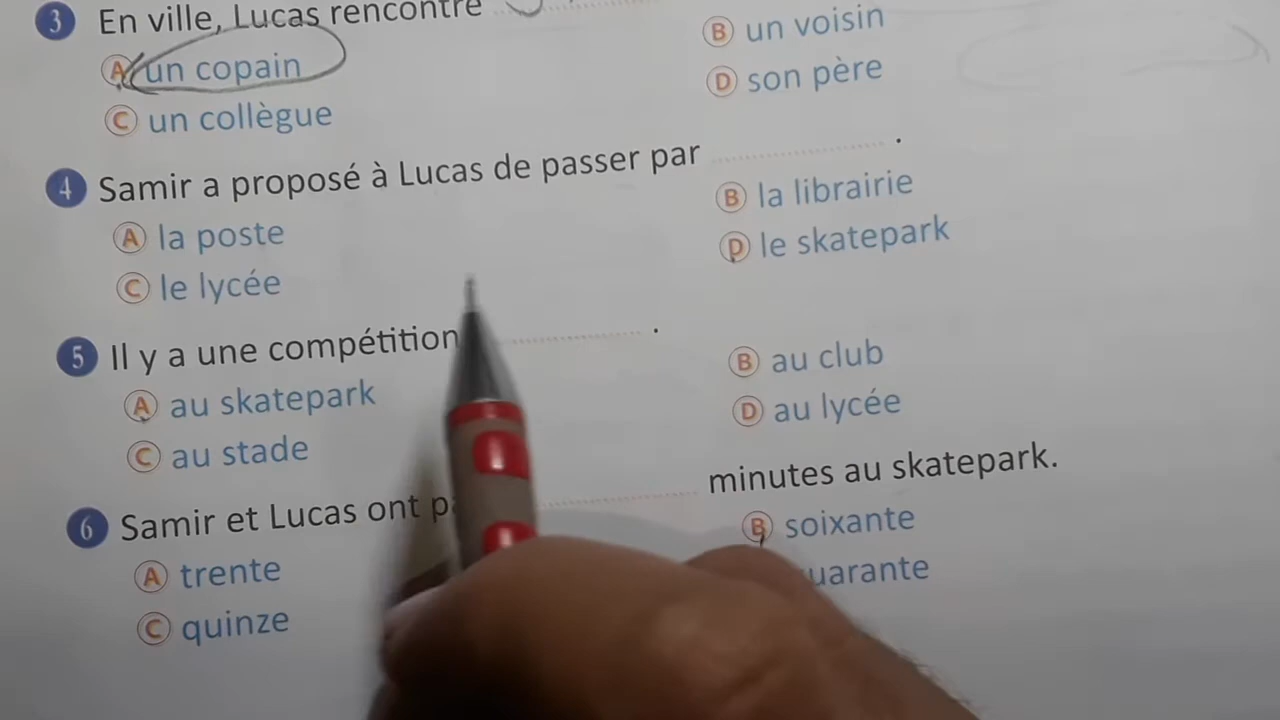 3 En ville, Lucas rencontre
A un copain
B un voisin
C un collègue
D son père
4 Samir a proposé à Lucas de passer par .
A la poste
B la librairie
C le lycée
D le skatepark
5 Il y a une compétition .
A au skatepark
B au club
C au stade
D au lycée
6 Samir et Lucas ont minutes au skatepark.
A trente
B soixante
C quinze